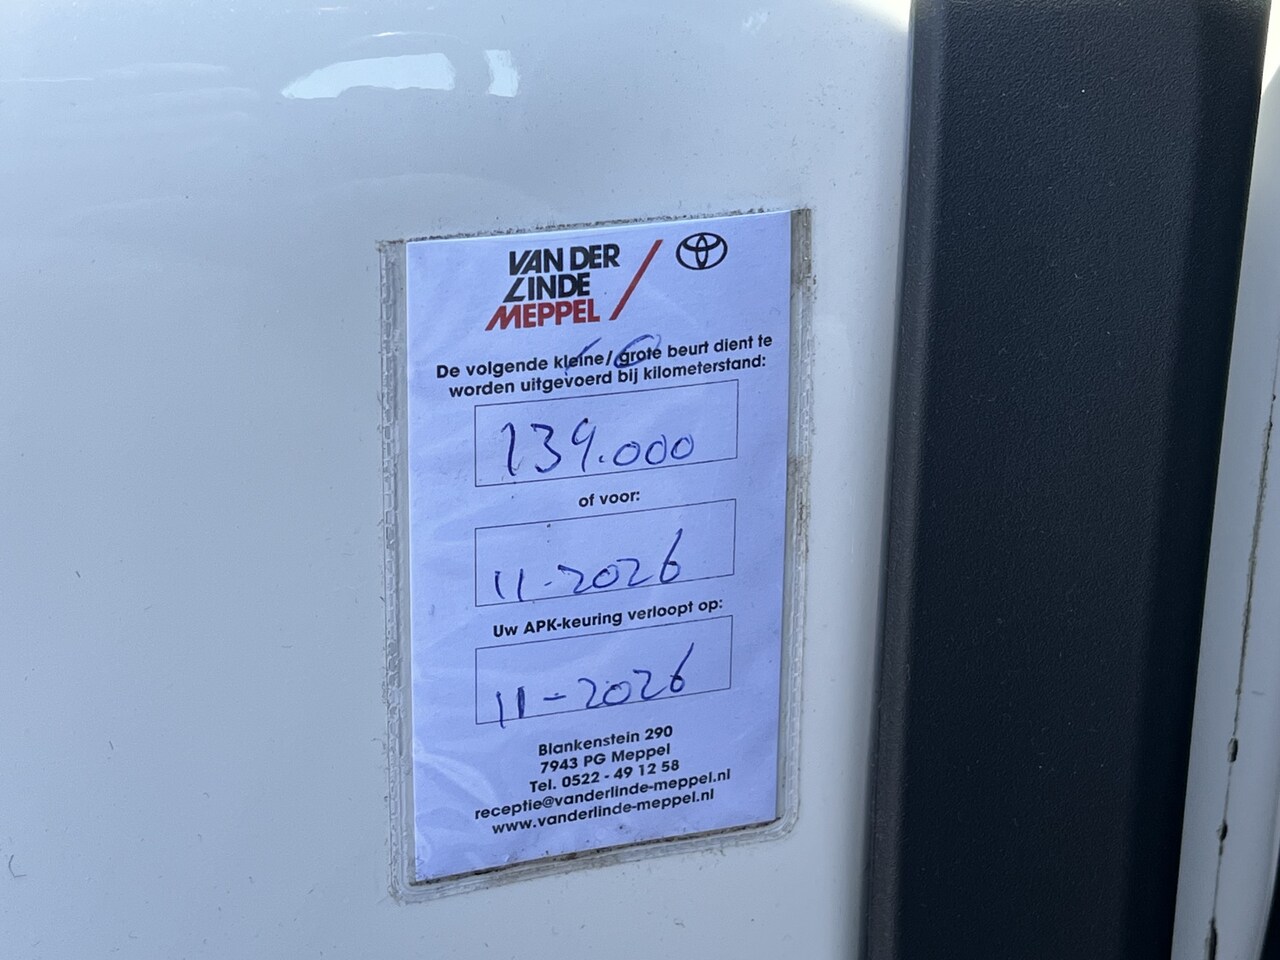 VAN DER
LINDE
MEPPEL
De volgende kleine / grote beurt dient te
worden uitgevoerd bij kilometerstand:
139.000
of voor:
11-2026
Uw APK-keuring verloopt op:
11-2026
Blankenstein 290
7943 PG Meppel
Tel. 0522 - 49 12 58
receptie@vanderlinde-meppel.nl
www.vanderlinde-meppel.nl